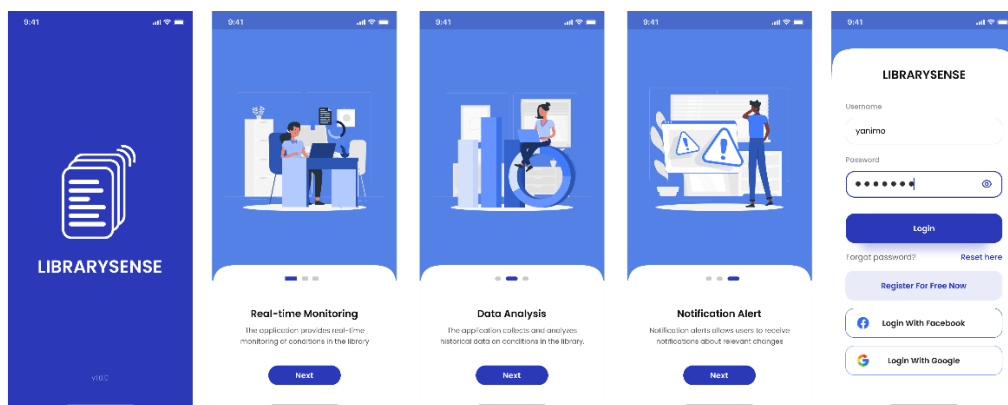 9:41
LIBRARYSENSE
v1.0.0
9:41
Real-time Monitoring
The application provides real-time
monitoring of conditions in the library
Next
9:41
Data Analysis
The application collects and analyzes
historical data on conditions in the library.
Next
9:41
Notification Alert
Notification alerts allows users to receive
notifications about relevant changes
Next
9:41
LIBRARYSENSE
Username
yanimo
Password
Login
Forgot password? Reset here
Register For Free Now
Login With Facebook
Login With Google